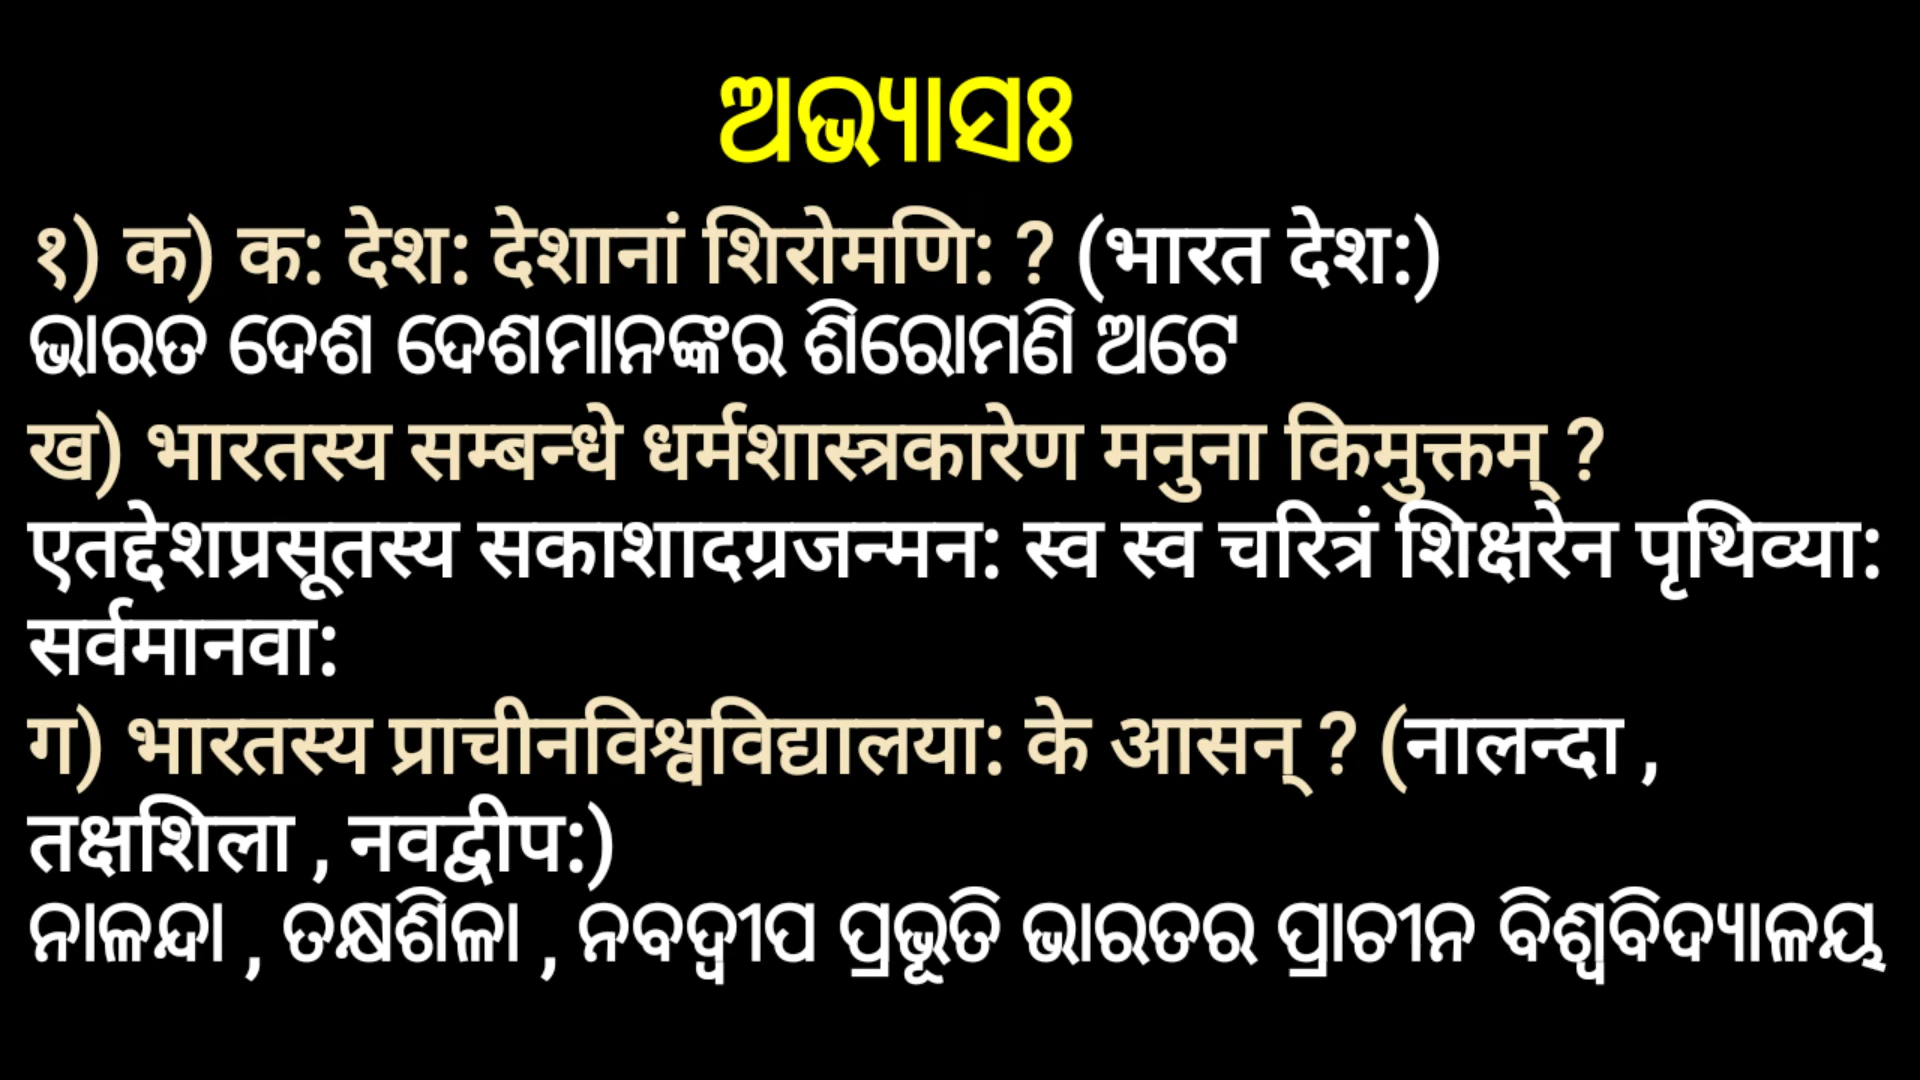 ଅଭ୍ୟାସଃ
१) क) क: देश: देशानां शिरोमणि: ? (भारत देश:)
ଭାରତ ଦେଶ ଦେଶମାନଙ୍କର ଶିରୋମଣି ଅଟେ
ख) भारतस्य सम्बन्धे धर्मशास्त्रकारेण मनुना किमुक्तम् ?
एतद्देशप्रसूतस्य सकाशादग्रजन्मन: स्व स्व चरित्रं शिक्षरेन पृथिव्या:
सर्वमानवा:
ग) भारतस्य प्राचीनविश्वविद्यालया: के आसन् ? (नालन्दा ,
तक्षशिला , नवद्वीप:)
ନାଳନ୍ଦା , ତକ୍ଷଶିଳା , ନବଦ୍ୱୀପ ପ୍ରଭୂତି ଭାରତର ପ୍ରାଚୀନ ବିଶ୍ୱବିଦ୍ୟାଳୟ